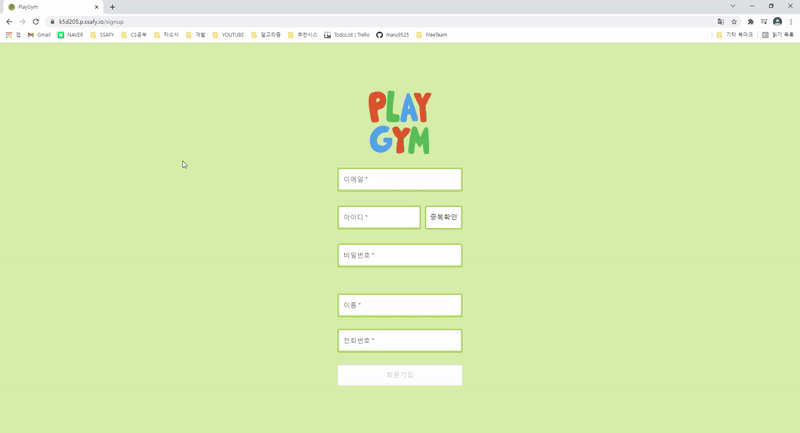 PlayGym
k5d205.p.ssafy.io/signup
앱 Gmail NAVER SSAFY CS공부 자소서 개발 YOUTUBE 알고리즘 추천시스 TodoList | Trello maru9525 FreeTeam 기타 북마크 읽기 목록
PLAY
GYM
이메일 *
아이디 * 중복확인
비밀번호 *
이름 *
전화번호 *
회원가입